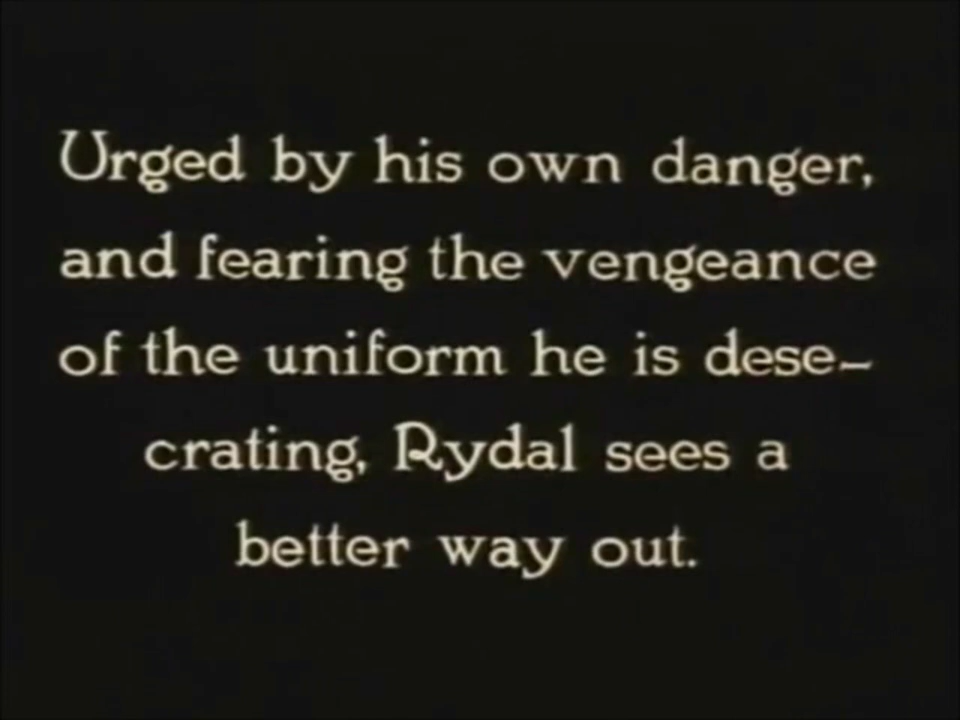 Urged by his own danger,
and fearing the vengeance
of the uniform he is dese-
crating, Rydal sees a
better way out.